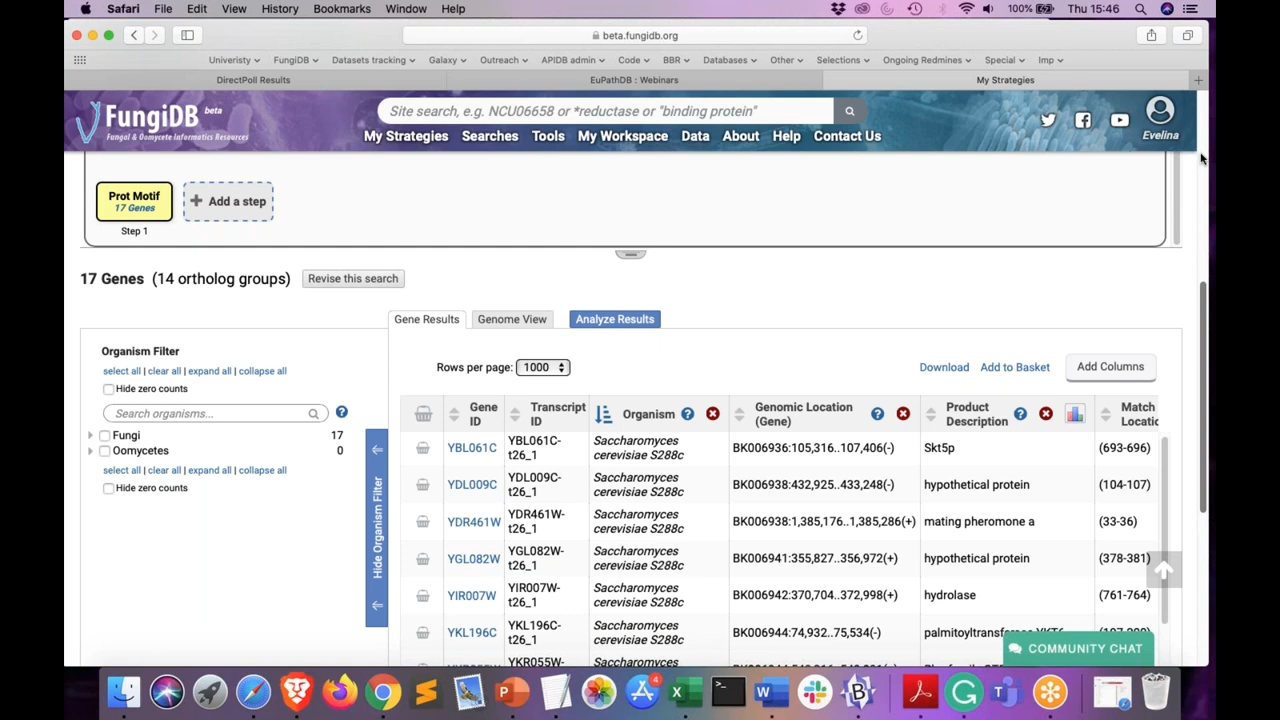 Safari File Edit View History Bookmarks Window Help 100% Thu 15:46
beta.fungidb.org
Univeristy FungiDB Datasets tracking Galaxy Outreach APIDB admin Code BBR Databases Other Selections Ongoing Redmines Special Imp
DirectPoll Results EuPathDB : Webinars My Strategies
FungiDB beta
Fungal & Oomycete Informatics Resources
Site search, e.g. NCU06658 or *reductase or "binding protein"
My Strategies Searches Tools My Workspace Data About Help Contact Us
Evelina
Prot Motif
17 Genes
+ Add a step
Step 1
17 Genes (14 ortholog groups) Revise this search
Gene Results Genome View Analyze Results
Organism Filter
select all | clear all | expand all | collapse all
Hide zero counts
Search organisms...
Fungi 17
Oomycetes 0
select all | clear all | expand all | collapse all
Hide zero counts
Hide Organism Filter
Rows per page: 1000 Download Add to Basket Add Columns
Gene ID Transcript ID Organism Genomic Location (Gene) Product Description Match
YBL061C YBL061C-t26_1 Saccharomyces cerevisiae S288c BK006936:105,316..107,406(-) Skt5p (693-696)
YDL009C YDL009C-t26_1 Saccharomyces cerevisiae S288c BK006938:432,925..433,248(-) hypothetical protein (104-107)
YDR461W YDR461W-t26_1 Saccharomyces cerevisiae S288c BK006938:1,385,176..1,385,286(+) mating pheromone a (33-36)
YGL082W YGL082W-t26_1 Saccharomyces cerevisiae S288c BK006941:355,827..356,972(+) hypothetical protein (378-381)
YIR007W YIR007W-t26_1 Saccharomyces cerevisiae S288c BK006942:370,704..372,998(+) hydrolase (761-764)
YKL196C YKL196C-t26_1 Saccharomyces cerevisiae S288c BK006944:74,932..75,534(-)
YKR055W-
Saccharomyces
COMMUNITY CHAT